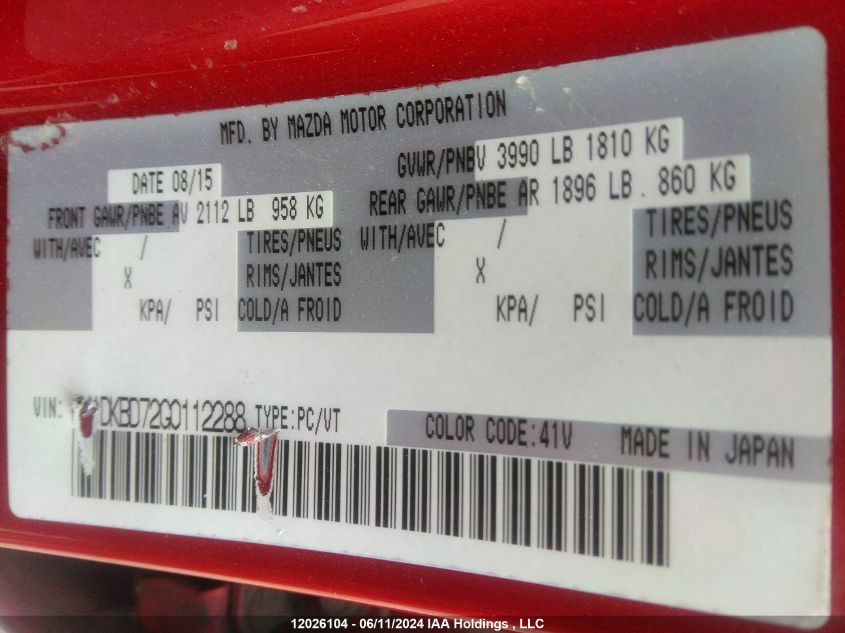 MFD. BY MAZDA MOTOR CORPORATION
DATE 08/15
GVWR/PNBV 3990 LB 1810 KG
FRONT GAWR/PNBE AV 2112 LB 958 KG
REAR GAWR/PNBE AR 1896 LB. 860 KG
WITH/AVEC / TIRES/PNEUS WITH/AVEC / TIRES/PNEUS
X RIMS/JANTES X RIMS/JANTES
KPA/ PSI COLD/A FROID KPA/ PSI COLD/A FROID
VIN: DKBD72G0112288 TYPE:PC/VT
COLOR CODE:41V MADE IN JAPAN
12026104 - 06/11/2024 IAA Holdings , LLC